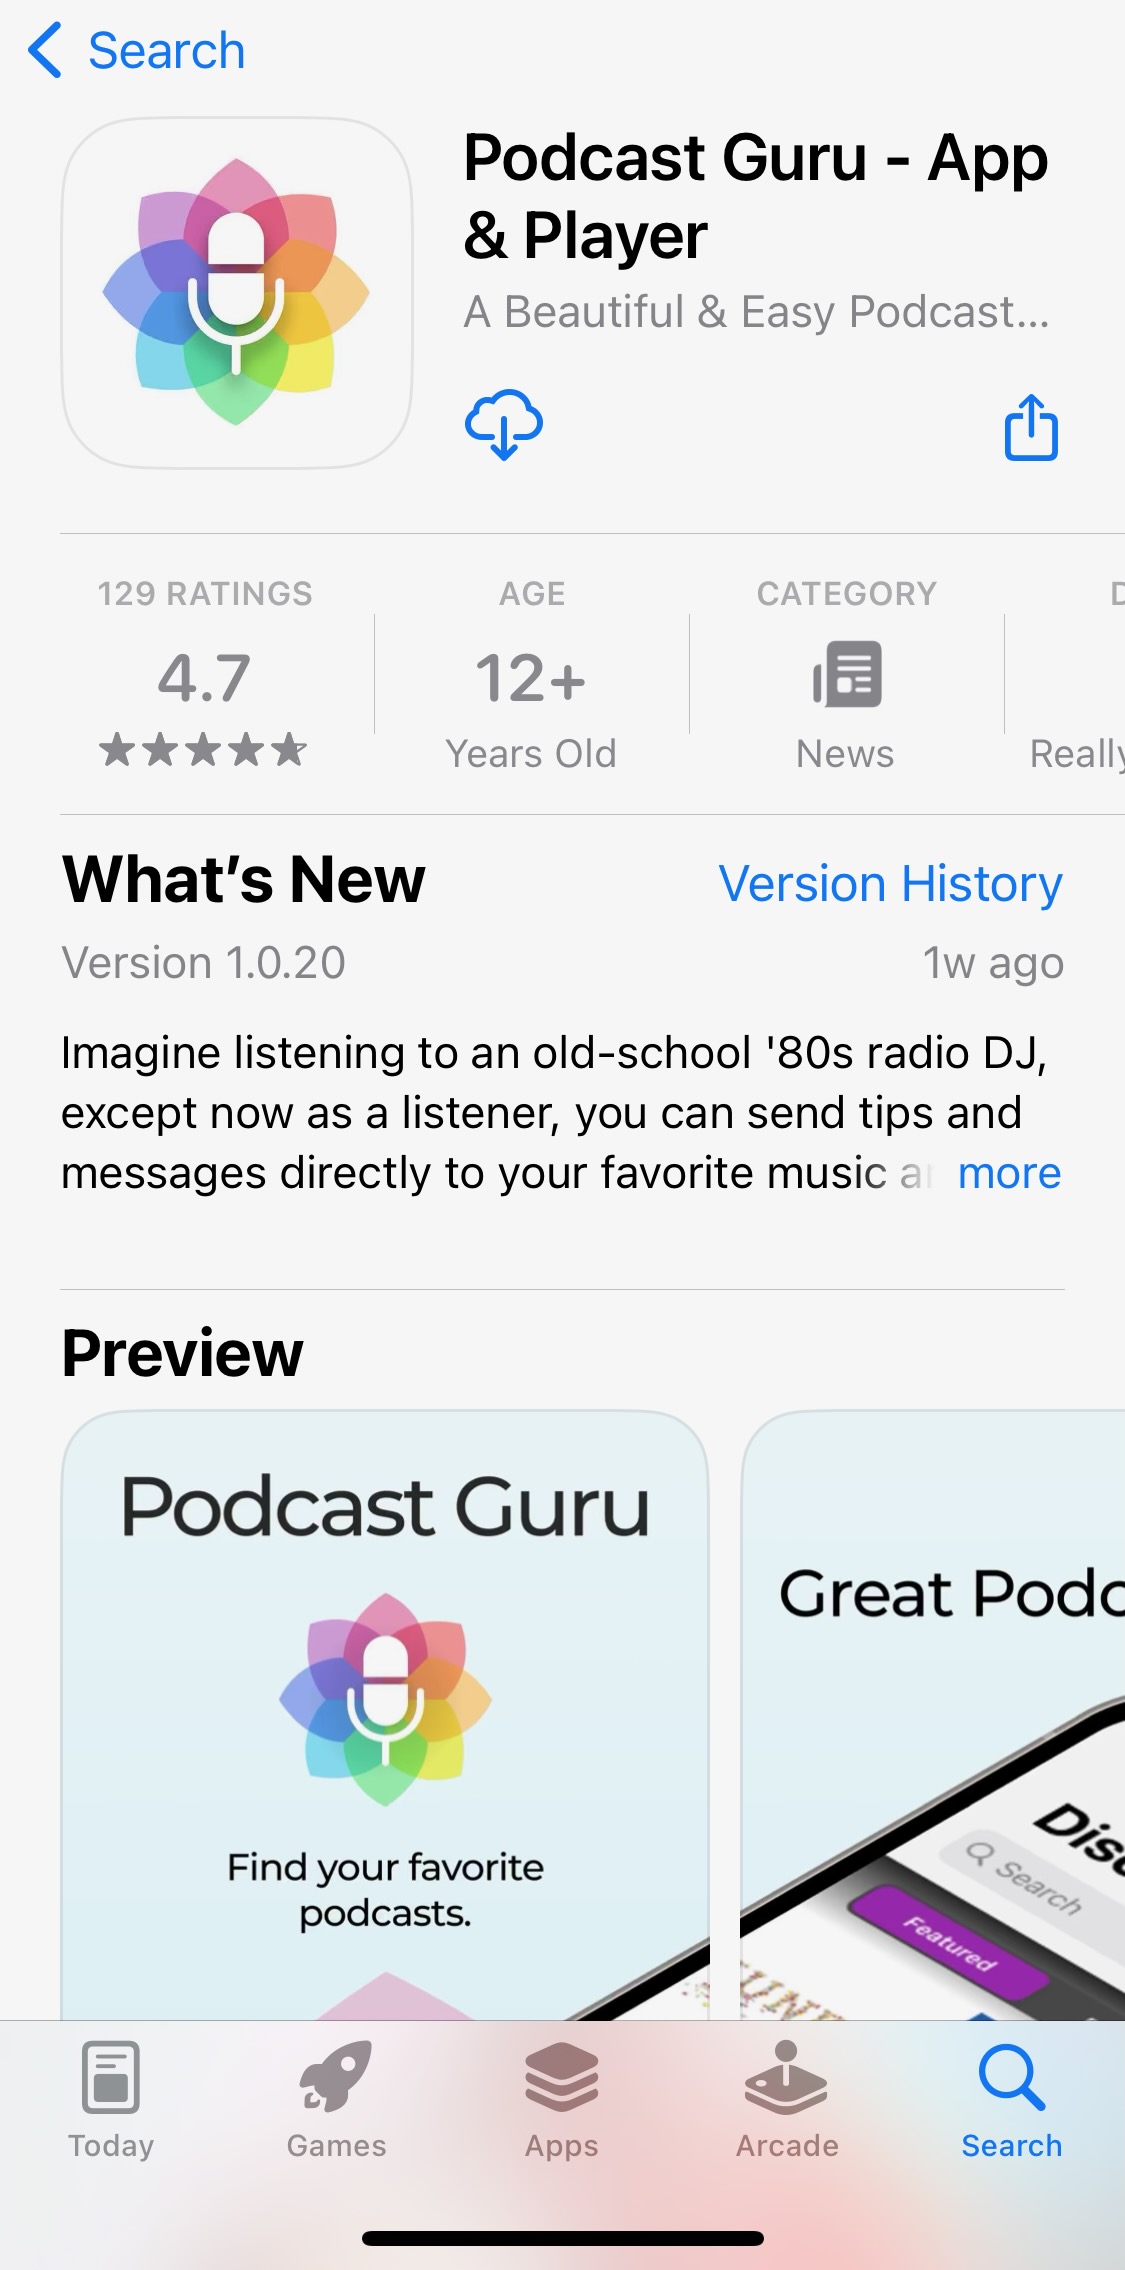 Search
Podcast Guru - App
& Player
A Beautiful & Easy Podcast...
129 RATINGS
4.7
AGE
12+
Years Old
CATEGORY
News
D
Really
What's New
Version History
Version 1.0.20
1w ago
Imagine listening to an old-school '80s radio DJ,
except now as a listener, you can send tips and
messages directly to your favorite music a
more
Preview
Podcast Guru
Find your favorite
podcasts.
Great Podc
Disc
Search
Featured
Today
Games
Apps
Arcade
Search